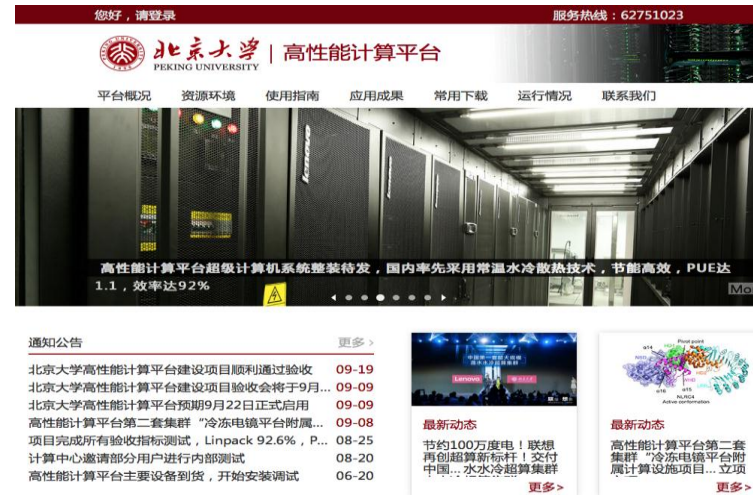 您好，请登录
服务热线：62751023
北京大学
PEKING UNIVERSITY
高性能计算平台
平台概况 资源环境 使用指南 应用成果 常用下载 运行情况 联系我们
lenovo
高性能计算平台超级计算机系统整装待发，国内率先采用常温水冷散热技术，节能高效，PUE达
1.1，效率达92%
Mo
通知公告 更多 ›
北京大学高性能计算平台建设项目顺利通过验收 09-19
北京大学高性能计算平台建设项目验收会将于9月... 09-09
北京大学高性能计算平台预期9月22日正式启用 09-09
高性能计算平台第二套集群“冷冻电镜平台附属... 09-08
项目完成所有验收指标测试，Linpack 92.6%，P... 08-25
计算中心邀请部分用户进行内部测试 08-20
高性能计算平台主要设备到货，开始安装调试 06-20
Lenovo
最新动态
节约100万度电！联想
再创超算新标杆！交付
中国...水水冷超算集群
更多>
Pivot point
α14
α16
α15
NLRC4
Active conformation
最新动态
高性能计算平台第二套
集群“冷冻电镜平台附
属计算设施项目...立项
更多>